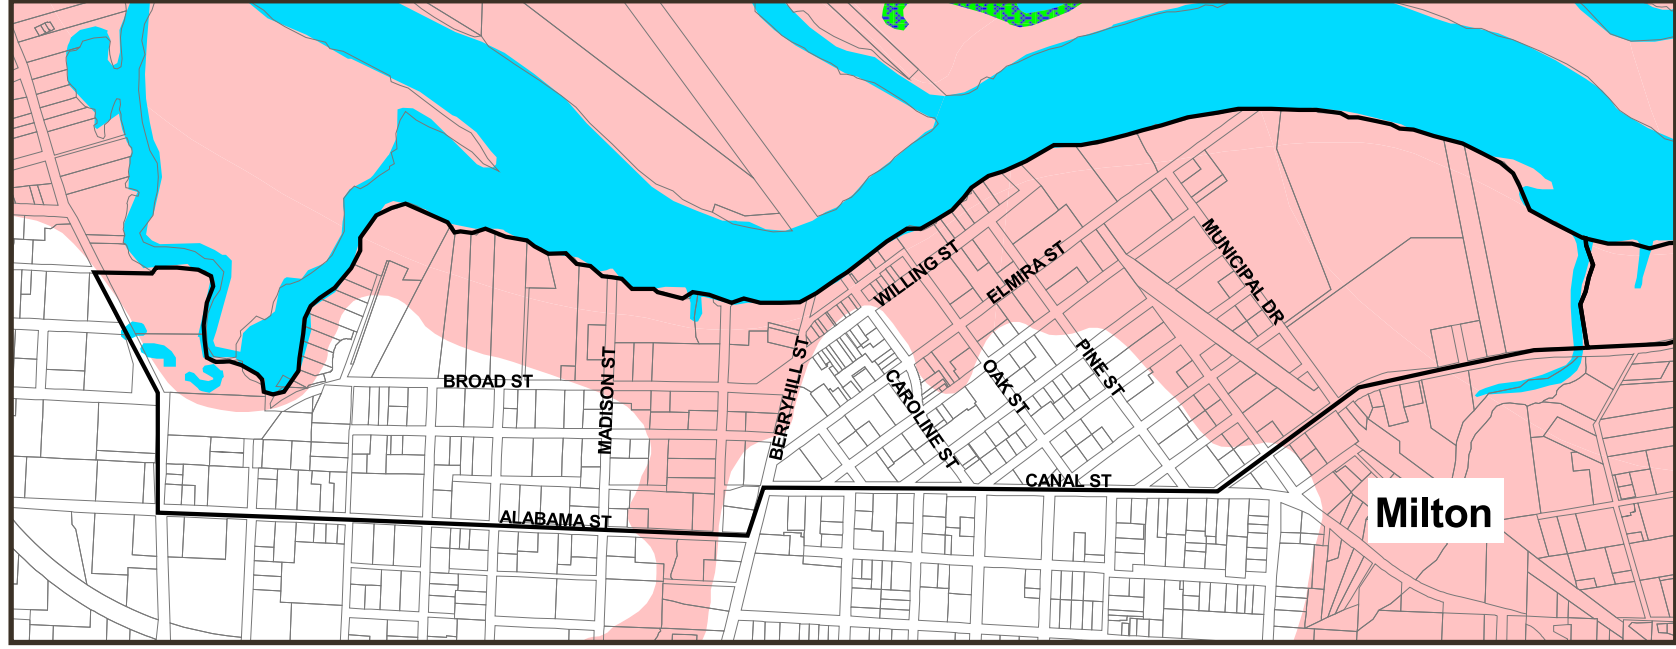 WILLING ST
ELMIRA ST
MUNICIPAL DR
BROAD ST
MADISON ST
BERRYHILL ST
CAROLINE ST
OAK ST
PINE ST
CANAL ST
ALABAMA ST
Milton